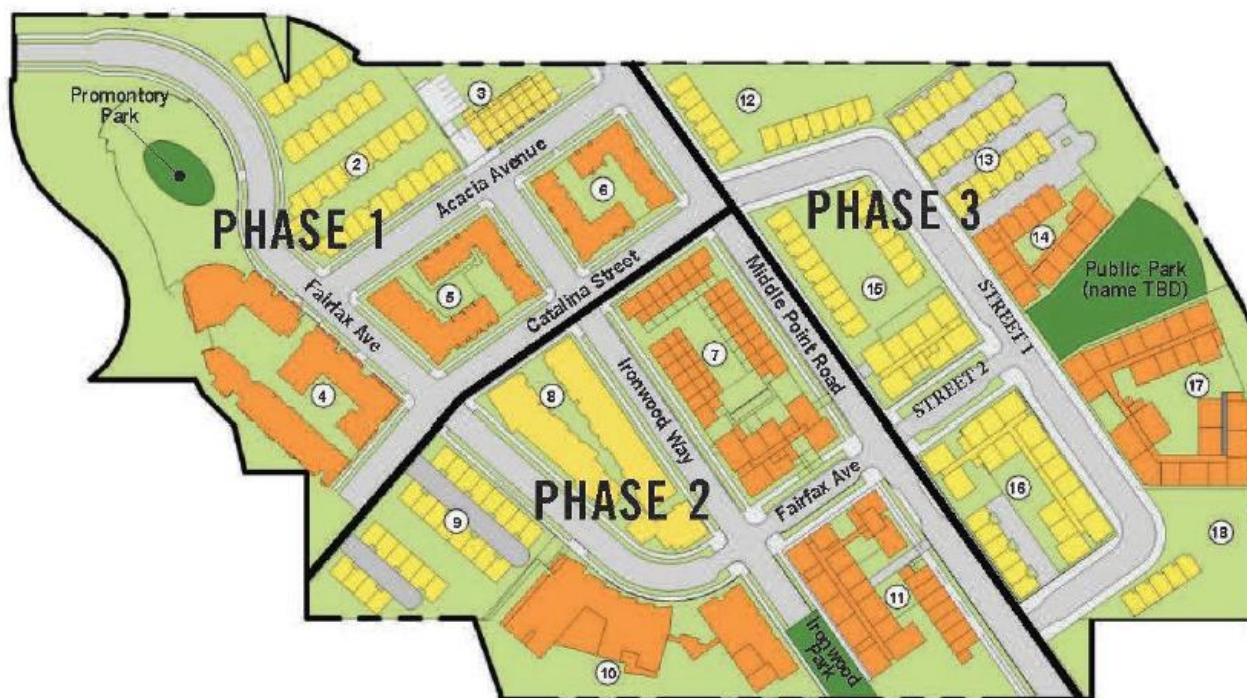 Promontory
Park
3
12
2
Acacia Avenue
6
13
PHASE 1
PHASE 3
14
Public Park
(name TBD)
5
Catalina Street
Fairfax Ave
Middle Point Road
15
STREET 1
4
7
STREET 2
17
8
Ironwood Way
PHASE 2
Fairfax Ave
16
9
18
11
10
Ironwood
Park